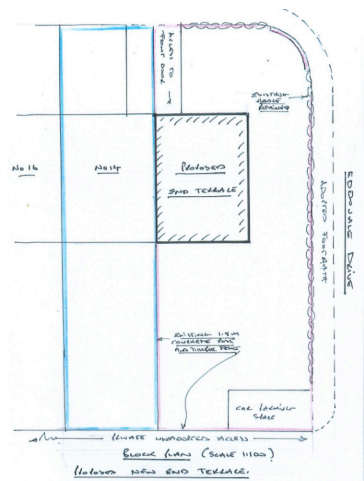 ACCESS TO
FRONT DOOR
EXISTING
HEDGE
RETAINED
No 16
No 14
PROPOSED
END TERRACE
ADOPTED FOOTPATH
EDDOWALE DRIVE
EXISTING 1.8M
CONCRETE POST
AND TIMBER FENCE
CAR PARKING
SPACE
PRIVATE UNADOPTED ACCESS
BLOCK PLAN (SCALE 1:100)
PROPOSED NEW END TERRACE.